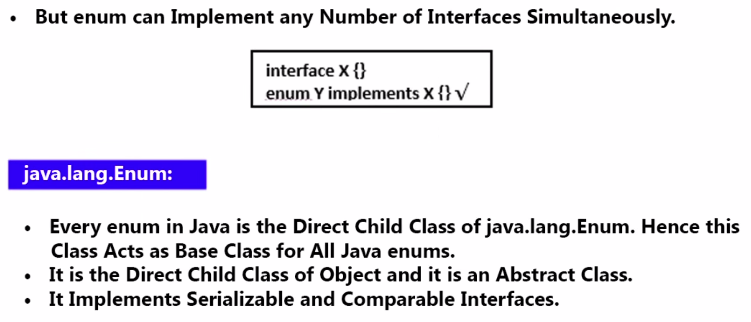 • But enum can Implement any Number of Interfaces Simultaneously.
interface X {}
enum Y implements X {} √
java.lang.Enum:
• Every enum in Java is the Direct Child Class of java.lang.Enum. Hence this
Class Acts as Base Class for All Java enums.
• It is the Direct Child Class of Object and it is an Abstract Class.
• It Implements Serializable and Comparable Interfaces.